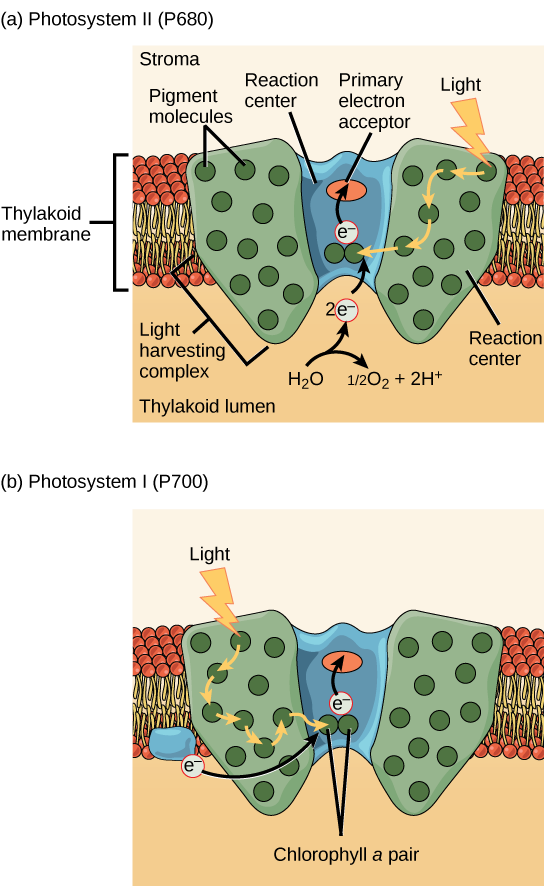 (a) Photosystem II (P680)
Stroma
Pigment
molecules
Reaction
center
Primary
electron
acceptor
Light
Thylakoid
membrane
e–
2e–
Light
harvesting
complex
H₂O
1/2O₂ + 2H⁺
Reaction
center
Thylakoid lumen
(b) Photosystem I (P700)
Light
e–
e–
Chlorophyll a pair